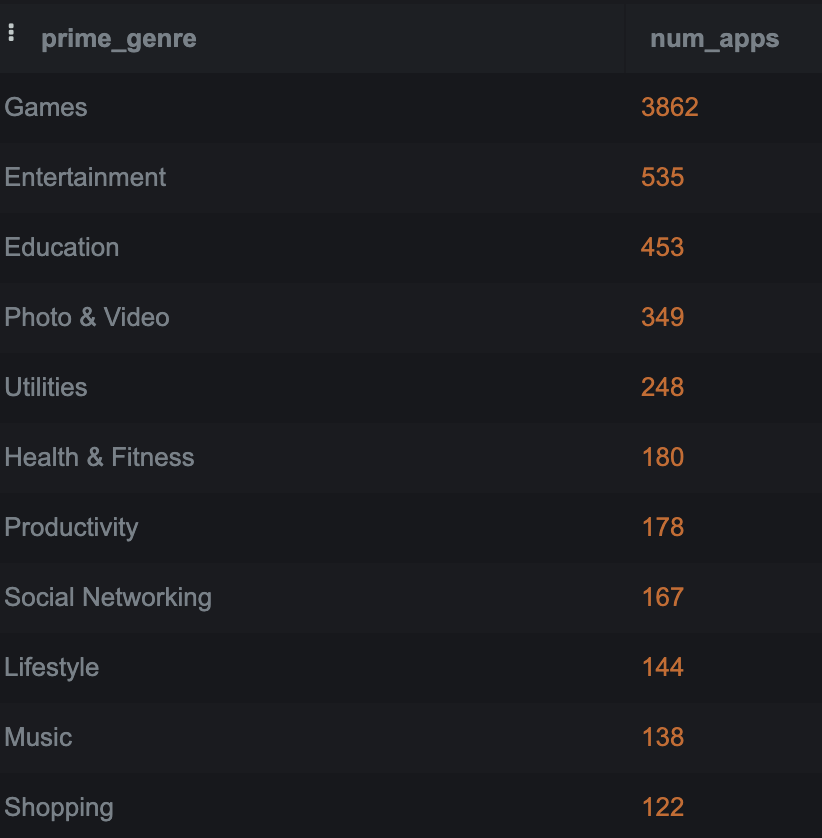 prime_genre num_apps
Games 3862
Entertainment 535
Education 453
Photo & Video 349
Utilities 248
Health & Fitness 180
Productivity 178
Social Networking 167
Lifestyle 144
Music 138
Shopping 122